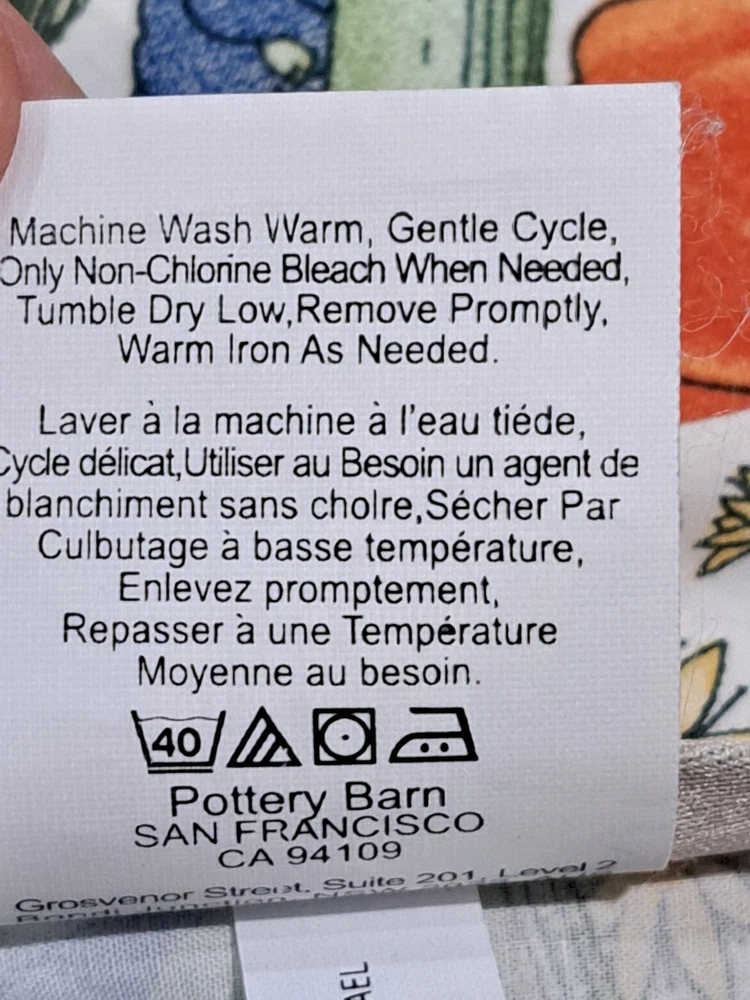 Machine Wash Warm, Gentle Cycle,
Only Non-Chlorine Bleach When Needed,
Tumble Dry Low,Remove Promptly,
Warm Iron As Needed.
Laver à la machine à l'eau tiéde,
Cycle délicat,Utiliser au Besoin un agent de
blanchiment sans cholre,Sécher Par
Culbutage à basse température,
Enlevez promptement,
Repasser à une Température
Moyenne au besoin.
40
Pottery Barn
SAN FRANCISCO
CA 94109
Grosvenor Street, Suite 201, Level 2